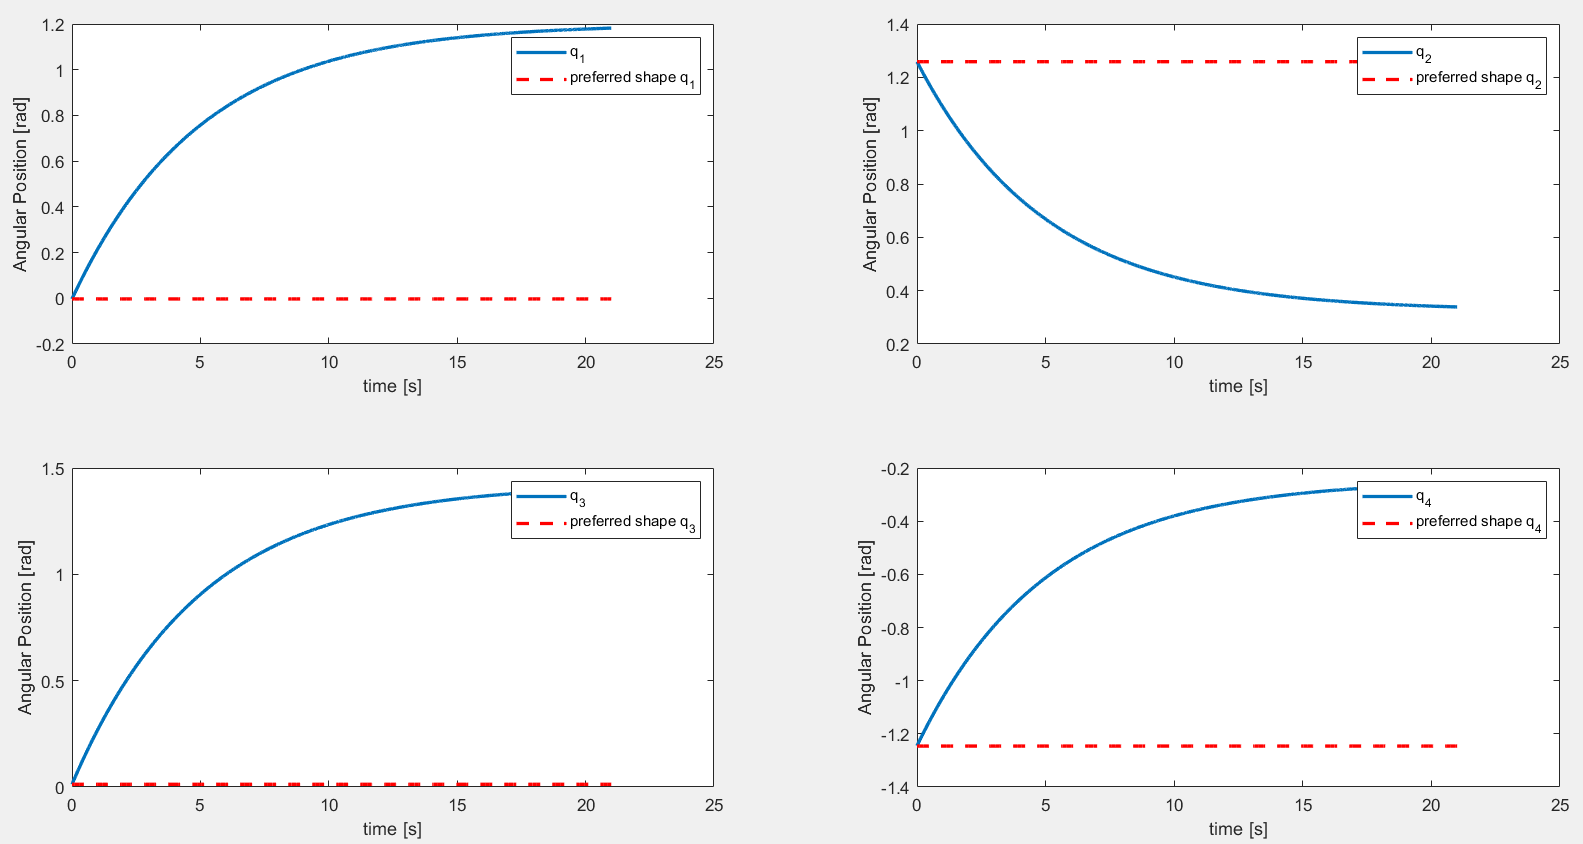 1.2
1
0.8
0.6
0.4
0.2
0
-0.2
Angular Position [rad]
0 5 10 15 20 25
time [s]
q1
preferred shape q1
1.4
1.2
1
0.8
0.6
0.4
0.2
Angular Position [rad]
0 5 10 15 20 25
time [s]
q2
preferred shape q2
1.5
1
0.5
0
Angular Position [rad]
0 5 10 15 20 25
time [s]
q3
preferred shape q3
-0.2
-0.4
-0.6
-0.8
-1
-1.2
-1.4
Angular Position [rad]
0 5 10 15 20 25
time [s]
q4
preferred shape q4